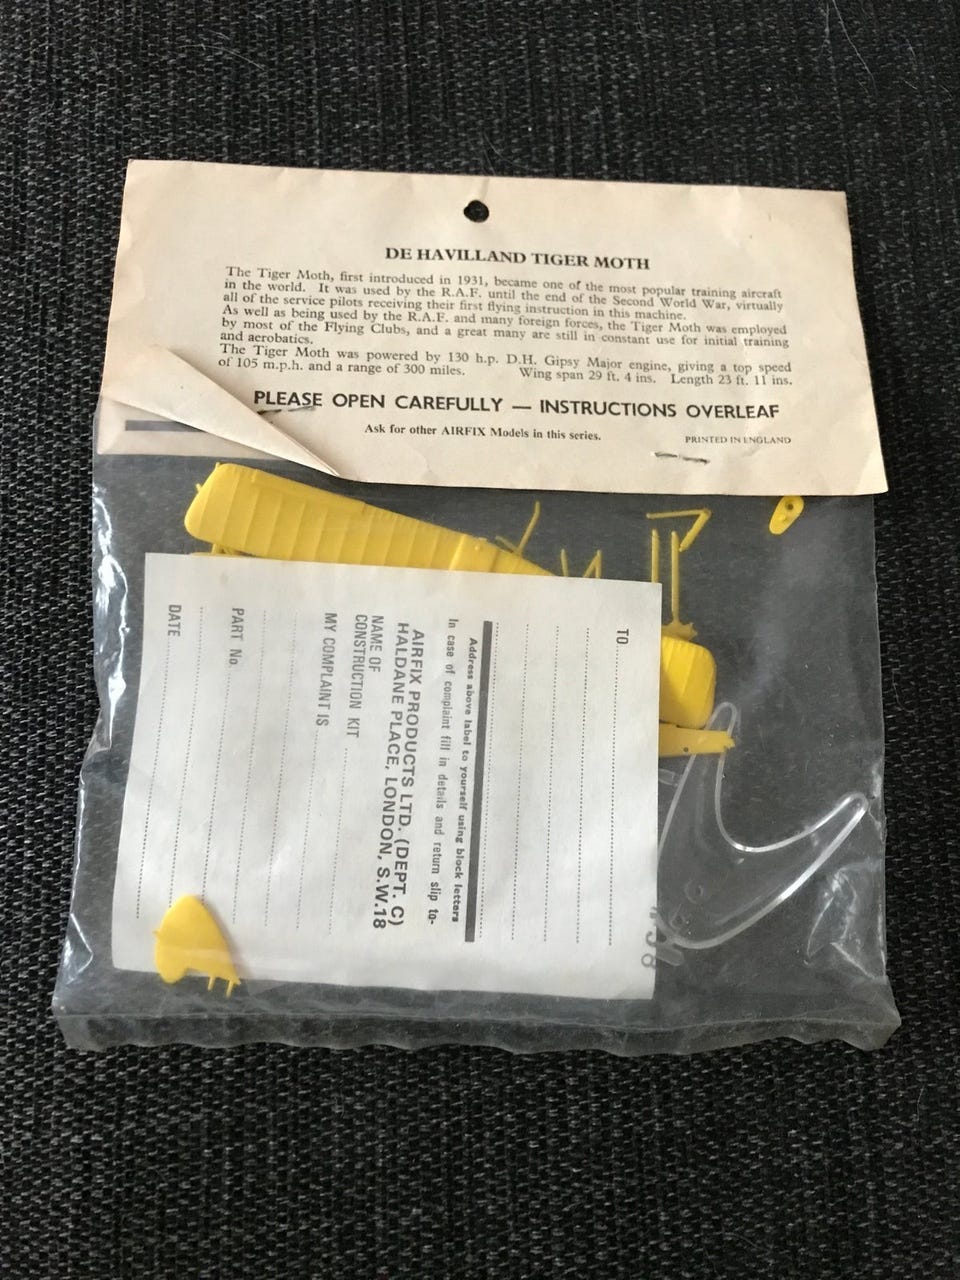 DE HAVILLAND TIGER MOTH
The Tiger Moth, first introduced in 1931, became one of the most popular training aircraft
in the world. It was used by the R.A.F. until the end of the Second World War, virtually
all of the service pilots receiving their first flying instruction in this machine.
As well as being used by the R.A.F. and many foreign forces, the Tiger Moth was employed
by most of the Flying Clubs, and a great many are still in constant use for initial training
and aerobatics.
The Tiger Moth was powered by 130 h.p. D.H. Gipsy Major engine, giving a top speed
of 105 m.p.h. and a range of 300 miles. Wing span 29 ft. 4 ins. Length 23 ft. 11 ins.
PLEASE OPEN CAREFULLY — INSTRUCTIONS OVERLEAF
Ask for other AIRFIX Models in this series.
PRINTED IN ENGLAND
TO
Address above label to yourself using block letters
In case of complaint fill in details and return slip to-
AIRFIX PRODUCTS LTD. (DEPT. C)
HALDANE PLACE, LONDON, S.W.18
NAME OF
CONSTRUCTION KIT
MY COMPLAINT IS
PART No.
DATE